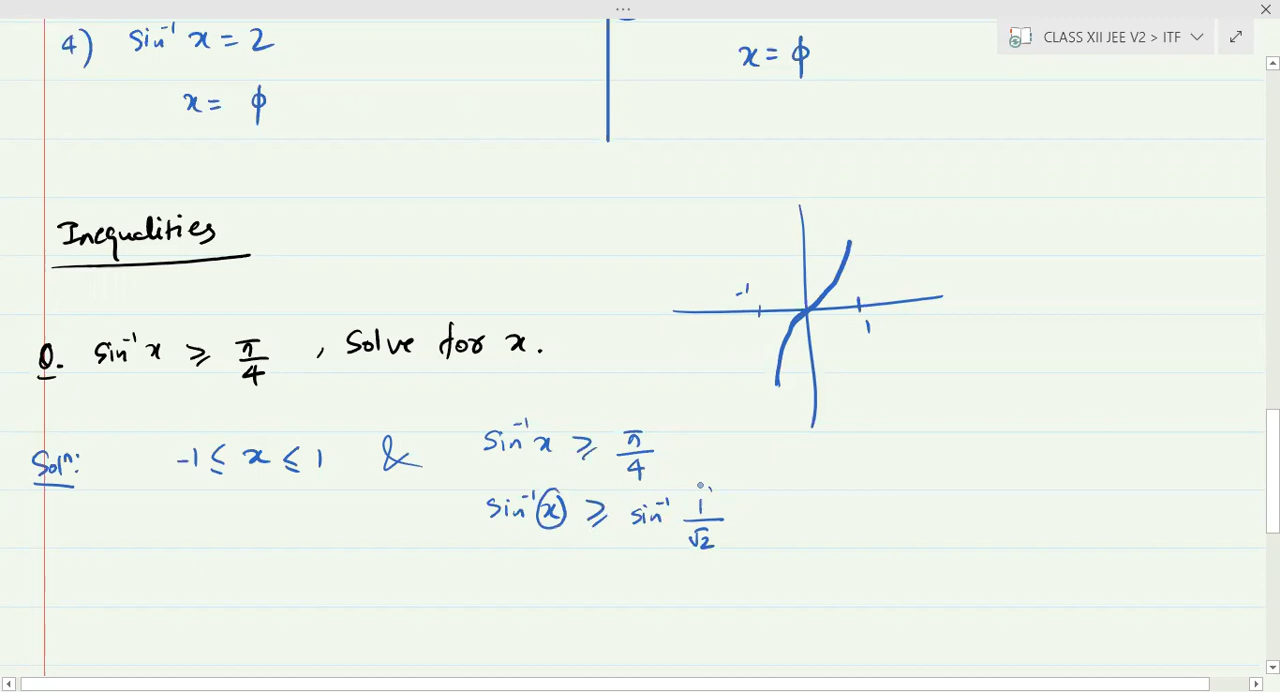 4) sin⁻¹ x = 2
x = ϕ
x = ϕ
CLASS XII JEE V2 > ITF
Inequalities
-1
1
Q. sin⁻¹ x ≥ π/4 , Solve for x.
Solⁿ: -1 ≤ x ≤ 1 & sin⁻¹ x ≥ π/4
sin⁻¹ x ≥ sin⁻¹ 1/√2